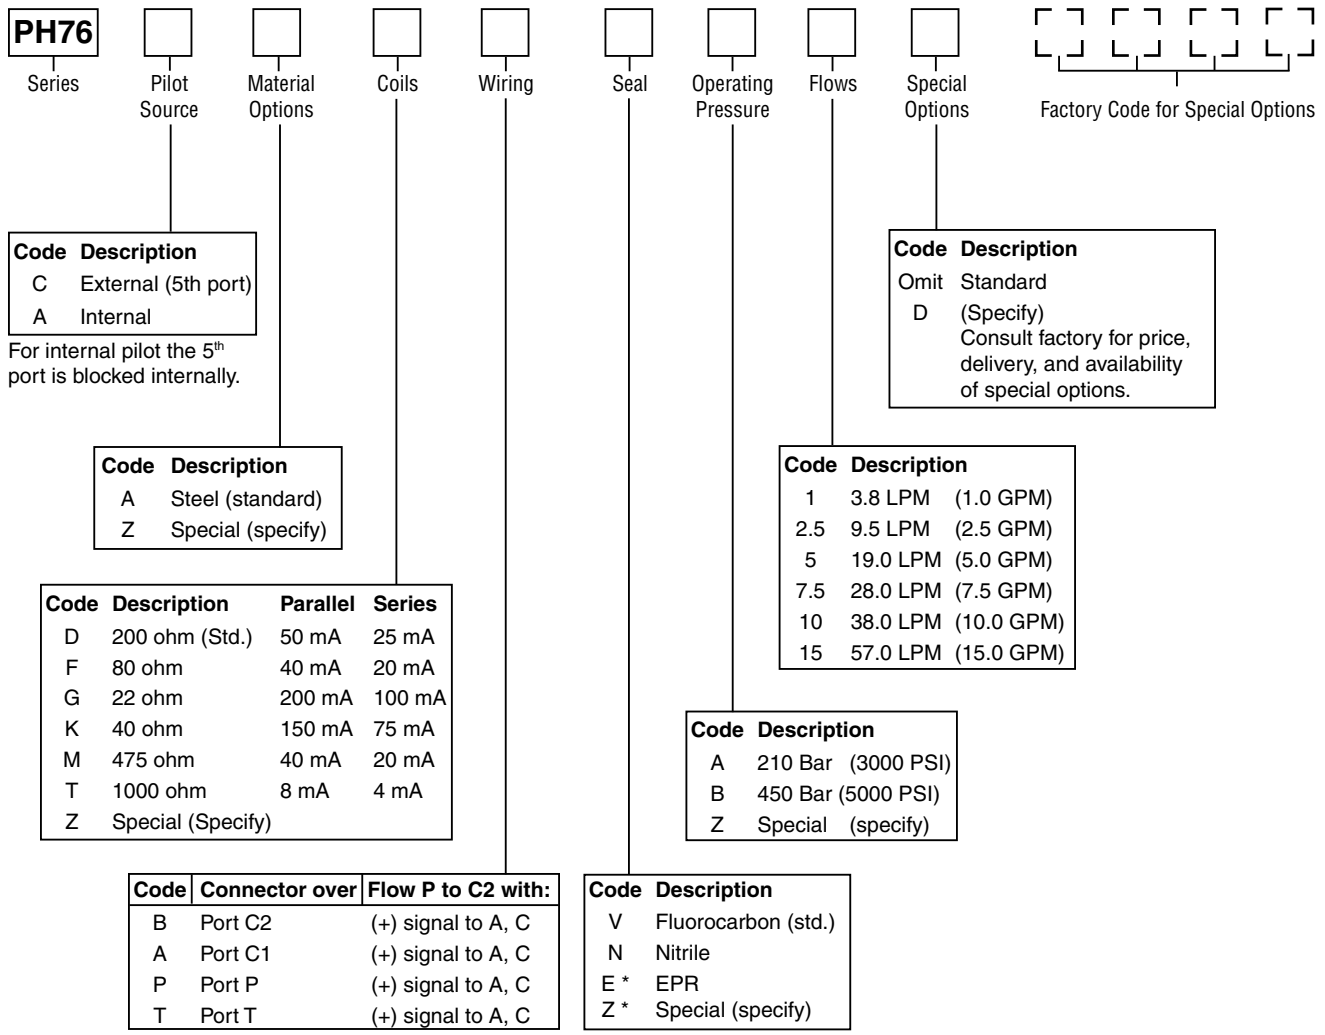 PH76
Series
Pilot
Source
Material
Options
Coils
Wiring
Seal
Operating
Pressure
Flows
Special
Options
Factory Code for Special Options
Code Description
C External (5th port)
A Internal
For internal pilot the 5th
port is blocked internally.
Code Description
Omit Standard
D (Specify)
Consult factory for price,
delivery, and availability
of special options.
Code Description
A Steel (standard)
Z Special (specify)
Code Description
1 3.8 LPM (1.0 GPM)
2.5 9.5 LPM (2.5 GPM)
5 19.0 LPM (5.0 GPM)
7.5 28.0 LPM (7.5 GPM)
10 38.0 LPM (10.0 GPM)
15 57.0 LPM (15.0 GPM)
Code Description Parallel Series
D 200 ohm (Std.) 50 mA 25 mA
F 80 ohm 40 mA 20 mA
G 22 ohm 200 mA 100 mA
K 40 ohm 150 mA 75 mA
M 475 ohm 40 mA 20 mA
T 1000 ohm 8 mA 4 mA
Z Special (Specify)
Code Description
A 210 Bar (3000 PSI)
B 450 Bar (5000 PSI)
Z Special (specify)
Code Connector over Flow P to C2 with:
B Port C2 (+) signal to A, C
A Port C1 (+) signal to A, C
P Port P (+) signal to A, C
T Port T (+) signal to A, C
Code Description
V Fluorocarbon (std.)
N Nitrile
E * EPR
Z * Special (specify)